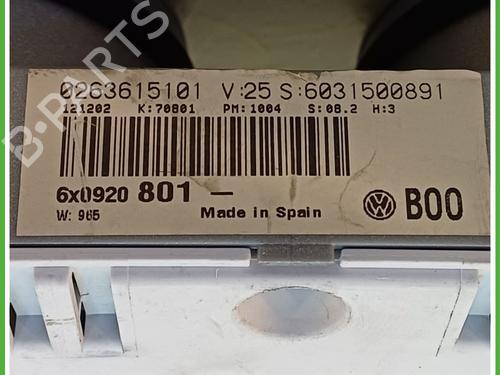 0263615101 V:25 S:6031500891
121202 K:70801 PM:1004 S:08.2 H:3
6X0920 801 -
W: 965 Made in Spain
B00
B-PARTS